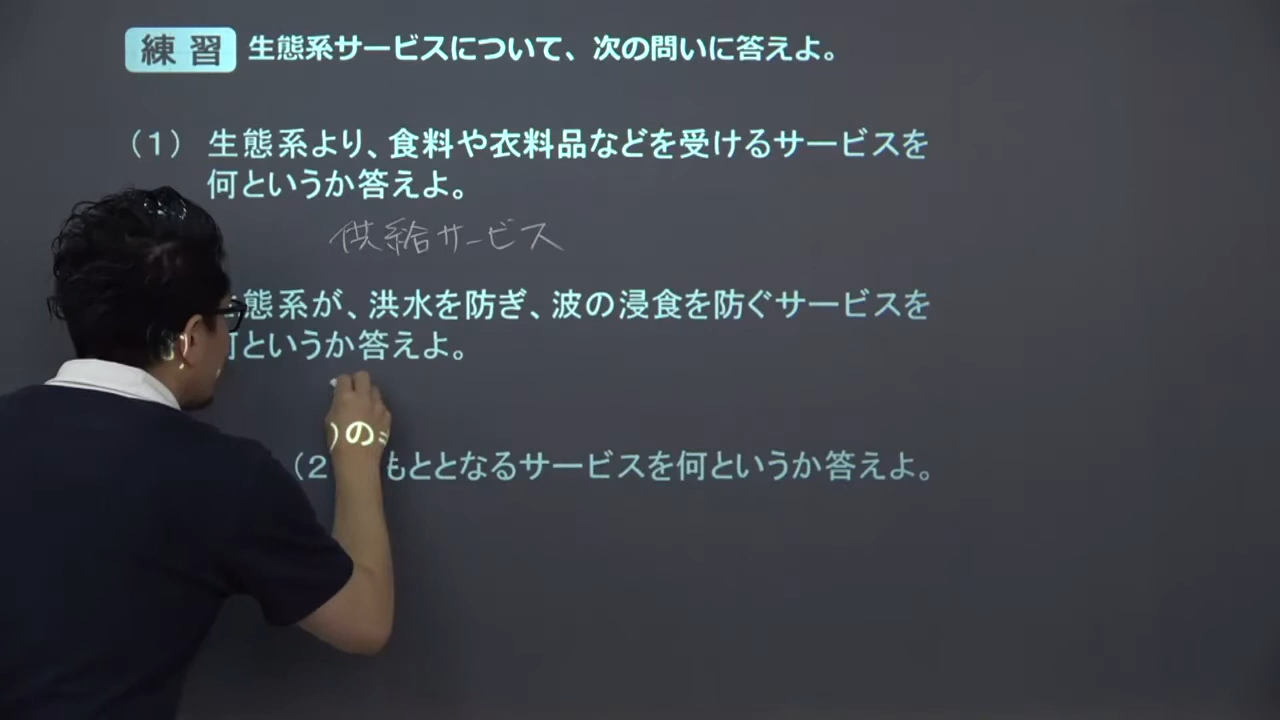 練習 生態系サービスについて、次の問いに答えよ。
(1) 生態系より、食料や衣料品などを受けるサービスを
何というか答えよ。
供給サービス
態系が、洪水を防ぎ、波の浸食を防ぐサービスを
というか答えよ。
(2)のもととなるサービスを何というか答えよ。